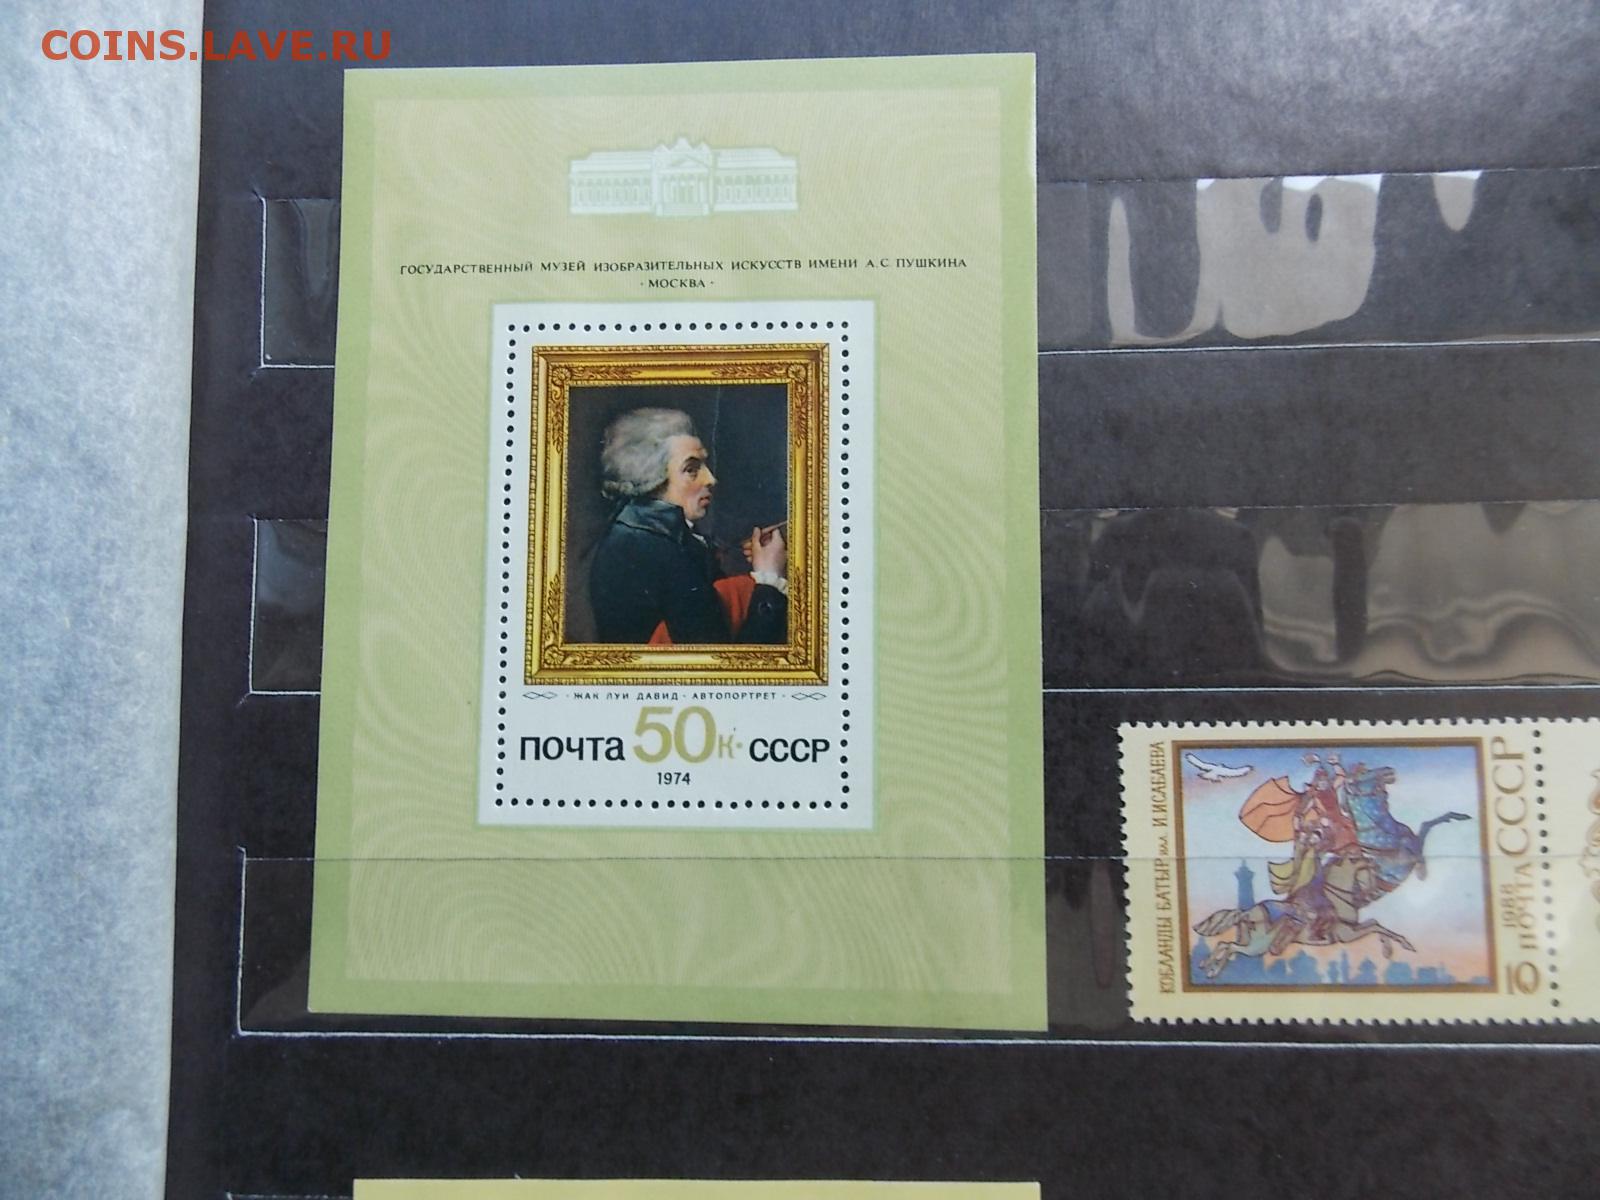 COINS.LAVE.RU
ГОСУДАРСТВЕННЫЙ МУЗЕЙ ИЗОБРАЗИТЕЛЬНЫХ ИСКУССТВ ИМЕНИ А.С.ПУШКИНА
·МОСКВА·
·ЖАК ЛУИ ДАВИД·АВТОПОРТРЕТ·
ПОЧТА 50К·СССР
1974
КОБЛАНДЫ БАТЫР илл. И.ИСАБАЕВА
10 ПОЧТА СССР
1988